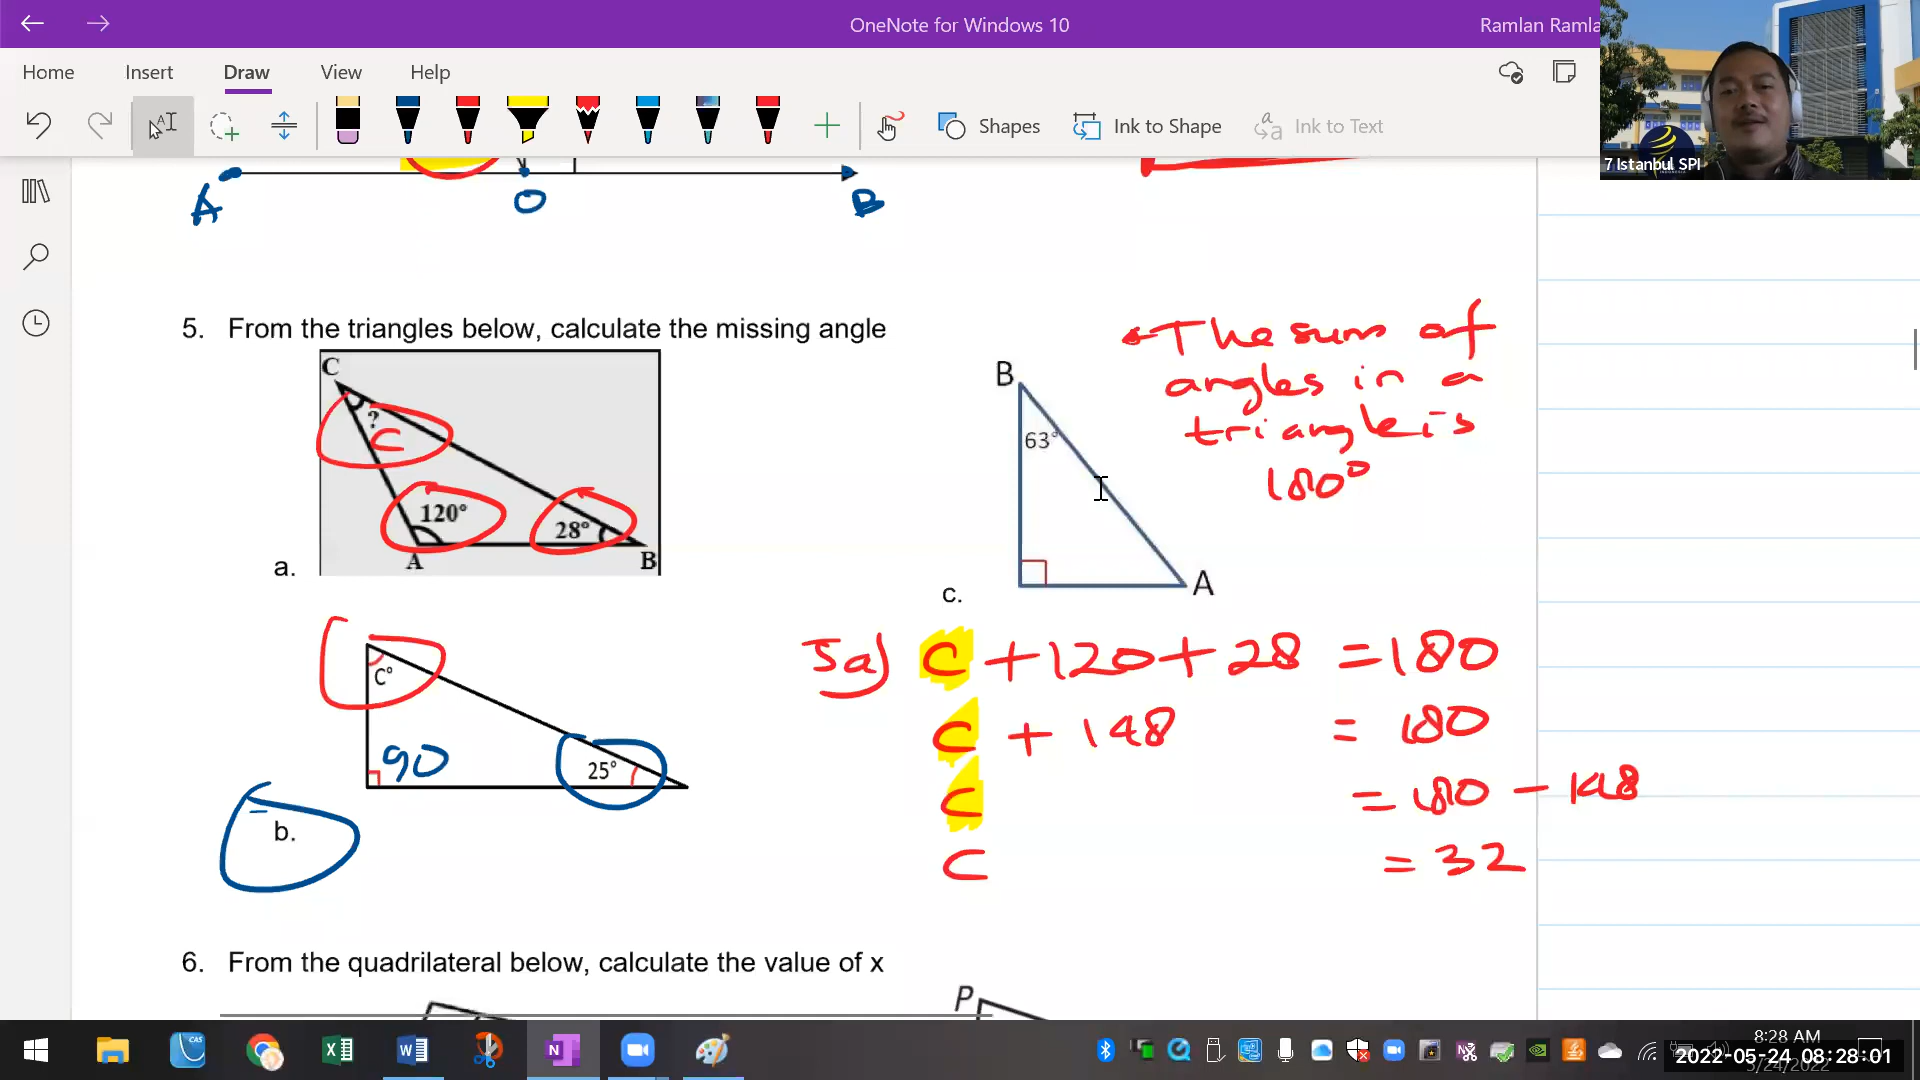 OneNote for Windows 10
Ramlan Ramla
Home Insert Draw View Help
Shapes Ink to Shape Ink to Text
7 Istanbul SPI
A O B
5. From the triangles below, calculate the missing angle
The sum of
angles in a
triangle is
180°
C
?
C
120°
28°
A
B
a.
B
63°
A
c.
C°
90
25°
b.
5a) C + 120 + 28 = 180
C + 148 = 180
C = 180 - 148
C = 32
6. From the quadrilateral below, calculate the value of x
P
8:28 AM
2022-05-24 08:28:01
5/24/2022